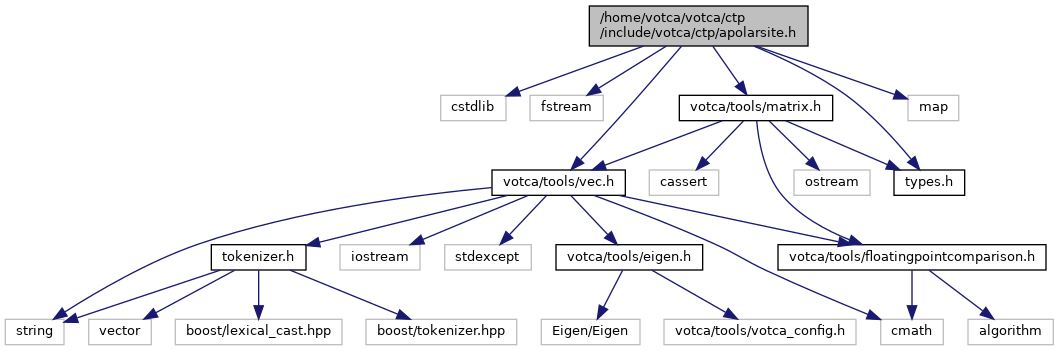 /home/votca/votca/ctp
/include/votca/ctp/apolarsite.h
cstdlib
fstream
votca/tools/matrix.h
map
votca/tools/vec.h
cassert
ostream
types.h
tokenizer.h
iostream
stdexcept
votca/tools/eigen.h
votca/tools/floatingpointcomparison.h
string
vector
boost/lexical_cast.hpp
boost/tokenizer.hpp
Eigen/Eigen
votca/tools/votca_config.h
cmath
algorithm